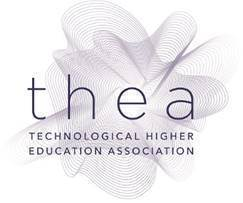 thea
TECHNOLOGICAL HIGHER
EDUCATION ASSOCIATION